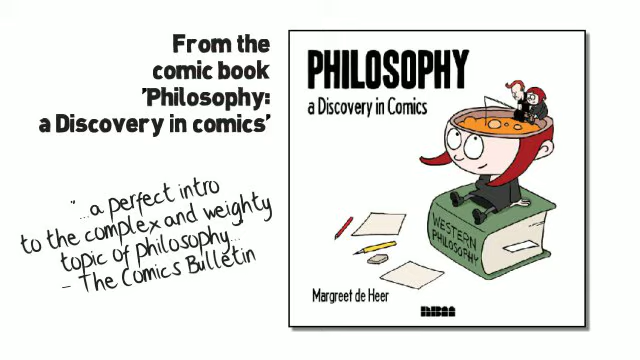 From the
comic book
'Philosophy:
a Discovery in comics'
"...a perfect intro
to the complex and weighty
topic of philosophy...
- The Comics Bulletin
PHILOSOPHY
a Discovery in Comics
WESTERN
PHILOSOPHY
Margreet de Heer